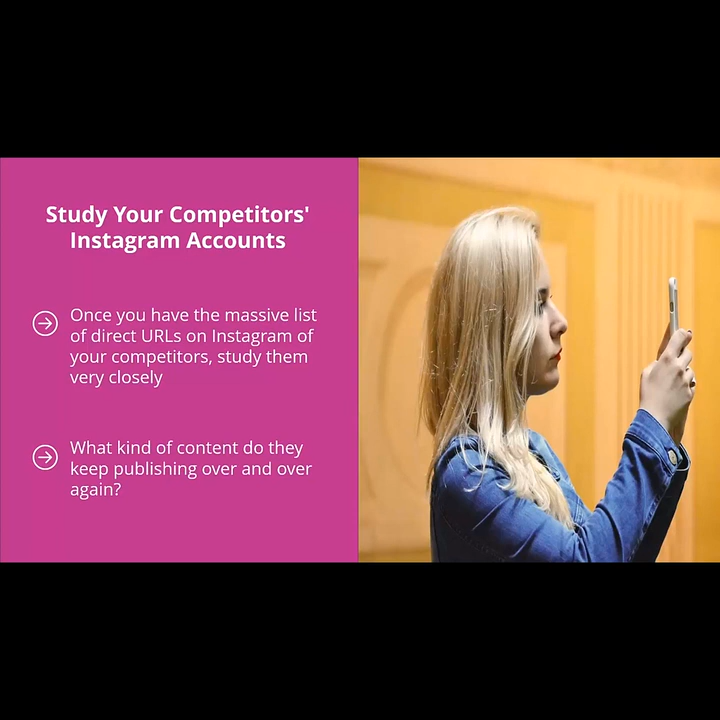 Study Your Competitors'
Instagram Accounts
Once you have the massive list
of direct URLs on Instagram of
your competitors, study them
very closely
What kind of content do they
keep publishing over and over
again?